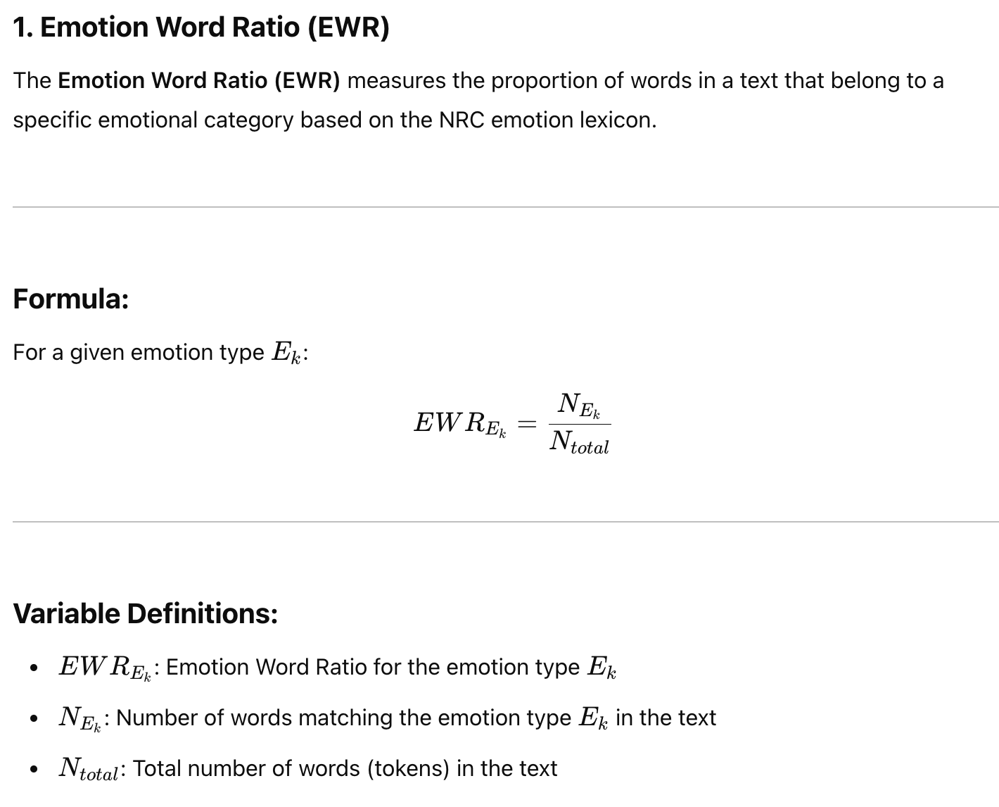 1. Emotion Word Ratio (EWR)
The Emotion Word Ratio (EWR) measures the proportion of words in a text that belong to a
specific emotional category based on the NRC emotion lexicon.
Formula:
For a given emotion type $E_k$:
$EWR_{E_k} = \frac{N_{E_k}}{N_{total}}$
Variable Definitions:
• $EWR_{E_k}$: Emotion Word Ratio for the emotion type $E_k$
• $N_{E_k}$: Number of words matching the emotion type $E_k$ in the text
• $N_{total}$: Total number of words (tokens) in the text